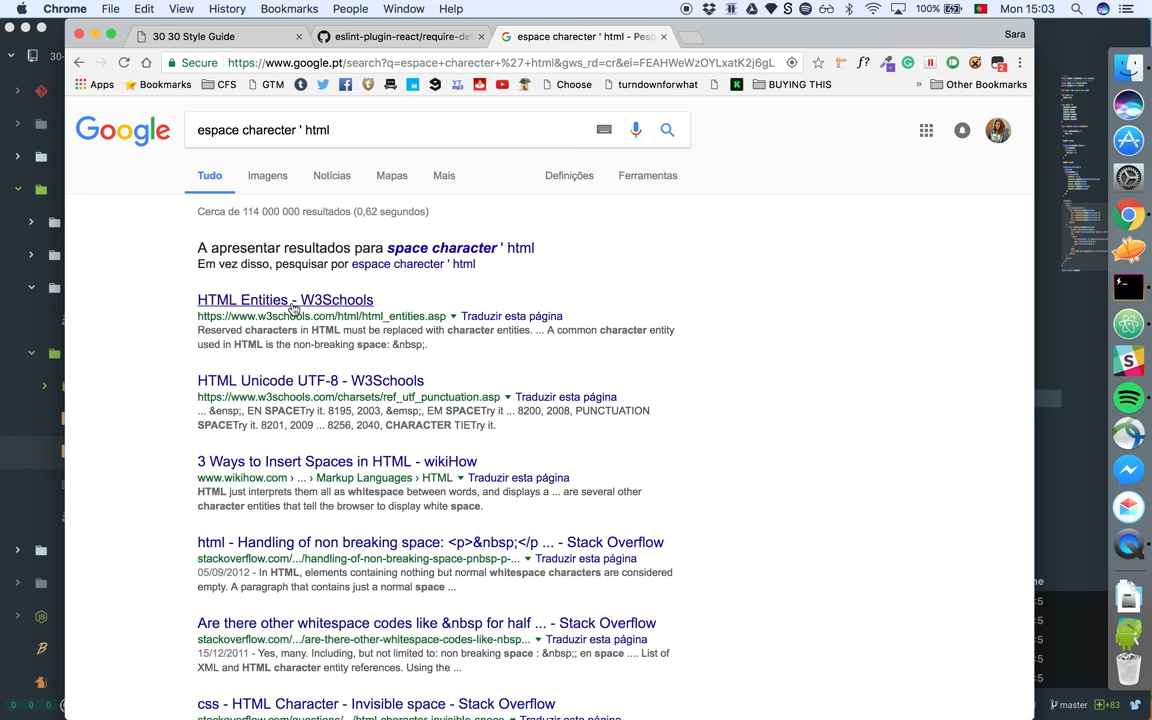 Chrome File Edit View History Bookmarks People Window Help 100% Mon 15:03
30 30 Style Guide eslint-plugin-react/require-de espace charecter ' html - Pesq Sara
Secure https://www.google.pt/search?q=espace+charecter+%27+html&gws_rd=cr&ei=FEAHWeWzOYLxatK2j6gL
Apps Bookmarks CFS GTM Choose turndownforwhat BUYING THIS » Other Bookmarks
Google espace charecter ' html
Tudo Imagens Notícias Mapas Mais Definições Ferramentas
Cerca de 114 000 000 resultados (0,62 segundos)
A apresentar resultados para space character ' html
Em vez disso, pesquisar por espace charecter ' html
HTML Entities - W3Schools
https://www.w3schools.com/html/html_entities.asp Traduzir esta página
Reserved characters in HTML must be replaced with character entities. ... A common character entity
used in HTML is the non-breaking space: &nbsp;.
HTML Unicode UTF-8 - W3Schools
https://www.w3schools.com/charsets/ref_utf_punctuation.asp Traduzir esta página
... &ensp;, EN SPACETry it. 8195, 2003, &emsp;, EM SPACETry it ... 8200, 2008, PUNCTUATION
SPACETry it. 8201, 2009 ... 8256, 2040, CHARACTER TIETry it.
3 Ways to Insert Spaces in HTML - wikiHow
www.wikihow.com › ... › Markup Languages › HTML Traduzir esta página
HTML just interprets them all as whitespace between words, and displays a ... are several other
character entities that tell the browser to display white space.
html - Handling of non breaking space: <p>&nbsp;</p ... - Stack Overflow
stackoverflow.com/.../handling-of-non-breaking-space-pnbsp-p-... Traduzir esta página
05/09/2012 - In HTML, elements containing nothing but normal whitespace characters are considered
empty. A paragraph that contains just a normal space ...
Are there other whitespace codes like &nbsp for half ... - Stack Overflow
stackoverflow.com/.../are-there-other-whitespace-codes-like-nbsp... Traduzir esta página
15/12/2011 - Yes, many. Including, but not limited to: non breaking space : &nbsp;; en space .... List of
XML and HTML character entity references. Using the ...
css - HTML Character - Invisible space - Stack Overflow
0 0 0 master +83